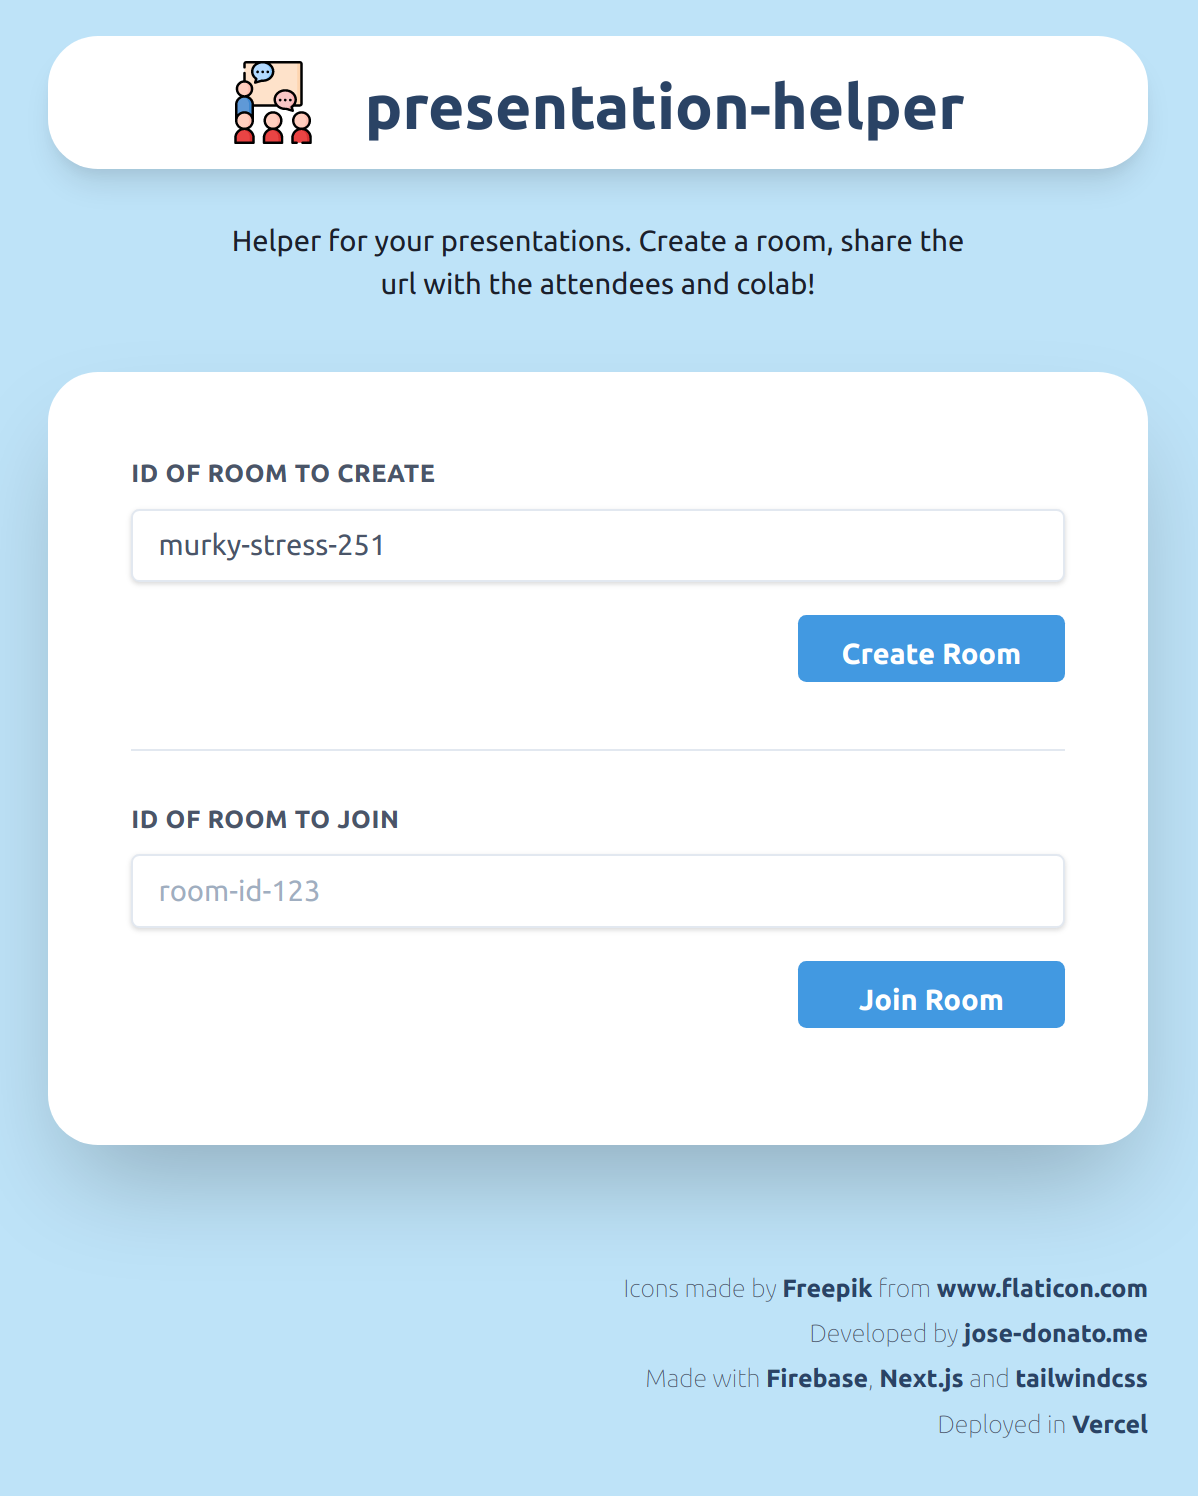 presentation-helper
Helper for your presentations. Create a room, share the
url with the attendees and colab!
ID OF ROOM TO CREATE
murky-stress-251
Create Room
ID OF ROOM TO JOIN
room-id-123
Join Room
Icons made by Freepik from www.flaticon.com
Developed by jose-donato.me
Made with Firebase, Next.js and tailwindcss
Deployed in Vercel